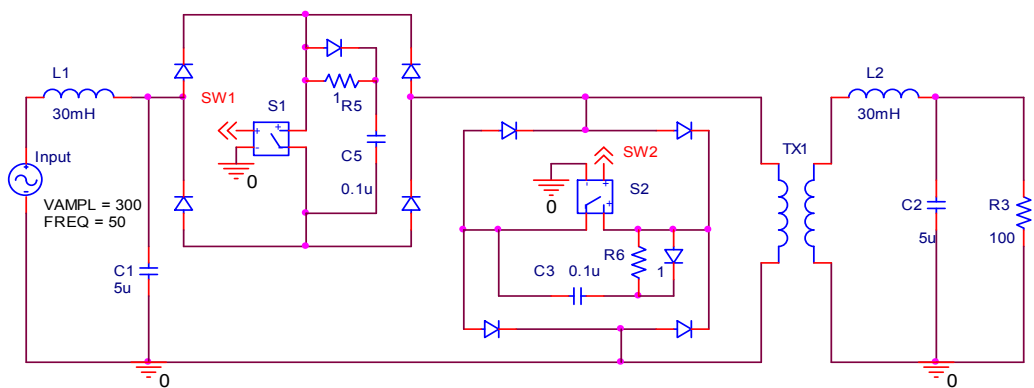 L1
30mH
Input
VAMPL = 300
FREQ = 50
C1
5u
0
SW1
S1
+
-
+
0
1
R5
C5
0.1u
SW2
S2
-
+
+
0
R6
1
C3
0.1u
TX1
L2
30mH
C2
5u
R3
100
0